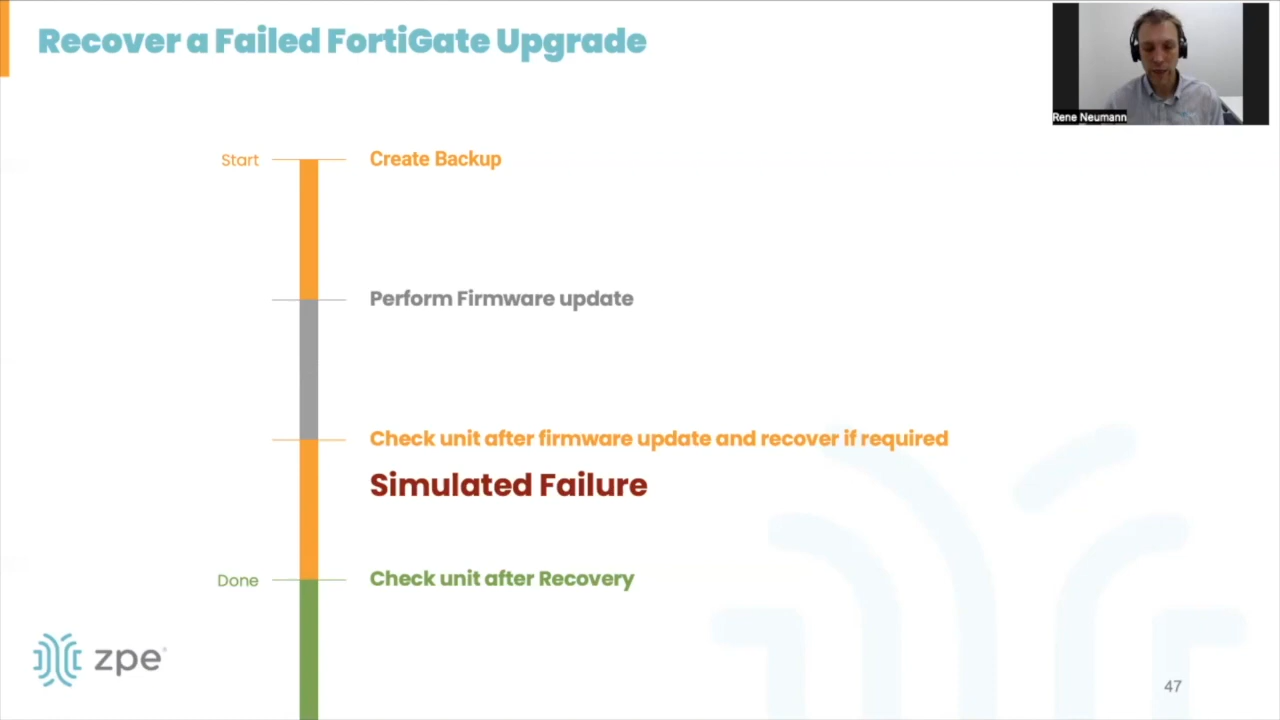 Recover a Failed FortiGate Upgrade
Rene Neumann
Start
Create Backup
Perform Firmware update
Check unit after firmware update and recover if required
Simulated Failure
Done
Check unit after Recovery
zpe®
47